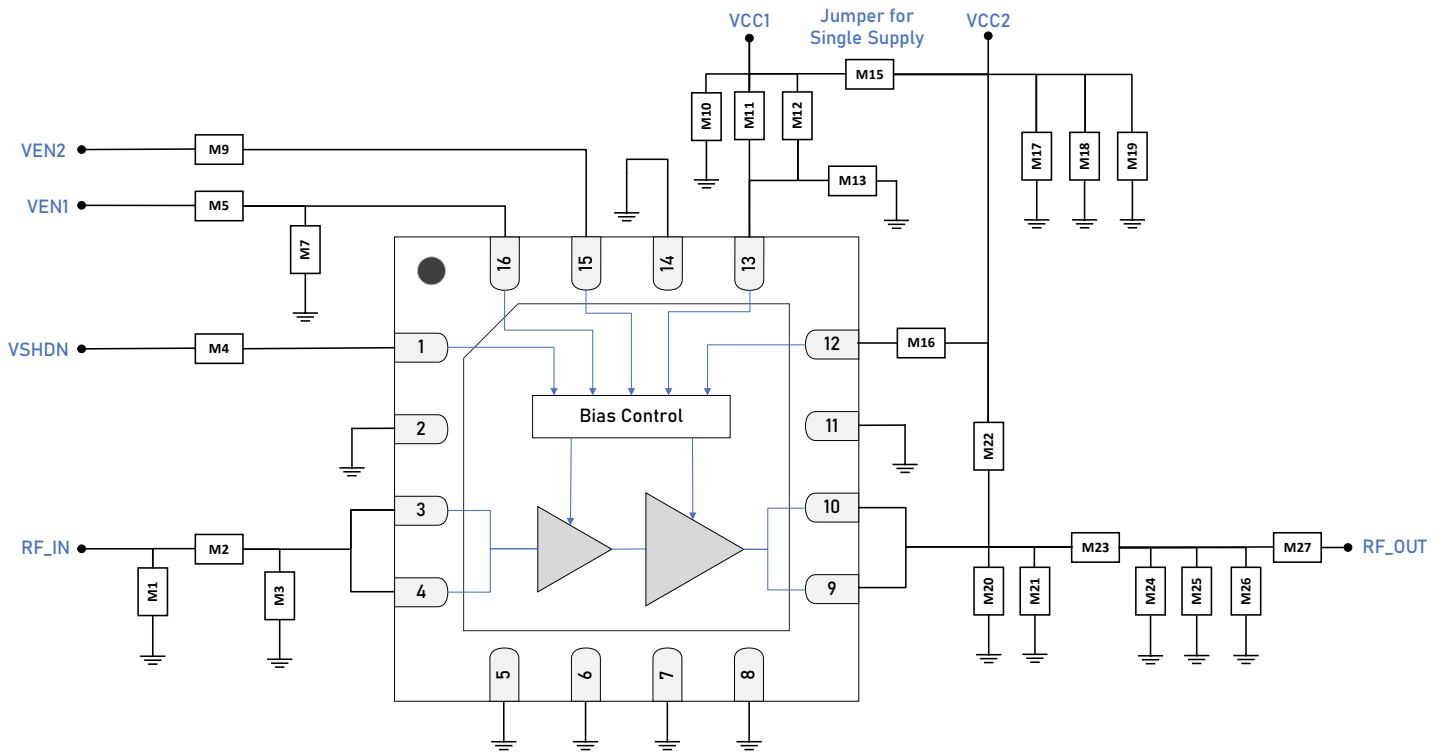 VCC1
Jumper for
Single Supply
VCC2
M15
M10
M11
M12
M17
M18
M19
VEN2
M9
M13
VEN1
M5
M7
16
15
14
13
VSHDN
M4
1
12
M16
Bias Control
2
11
M22
3
10
RF_IN
M2
M23
M27
RF_OUT
M1
M3
4
9
M20
M21
M24
M25
M26
5
6
7
8